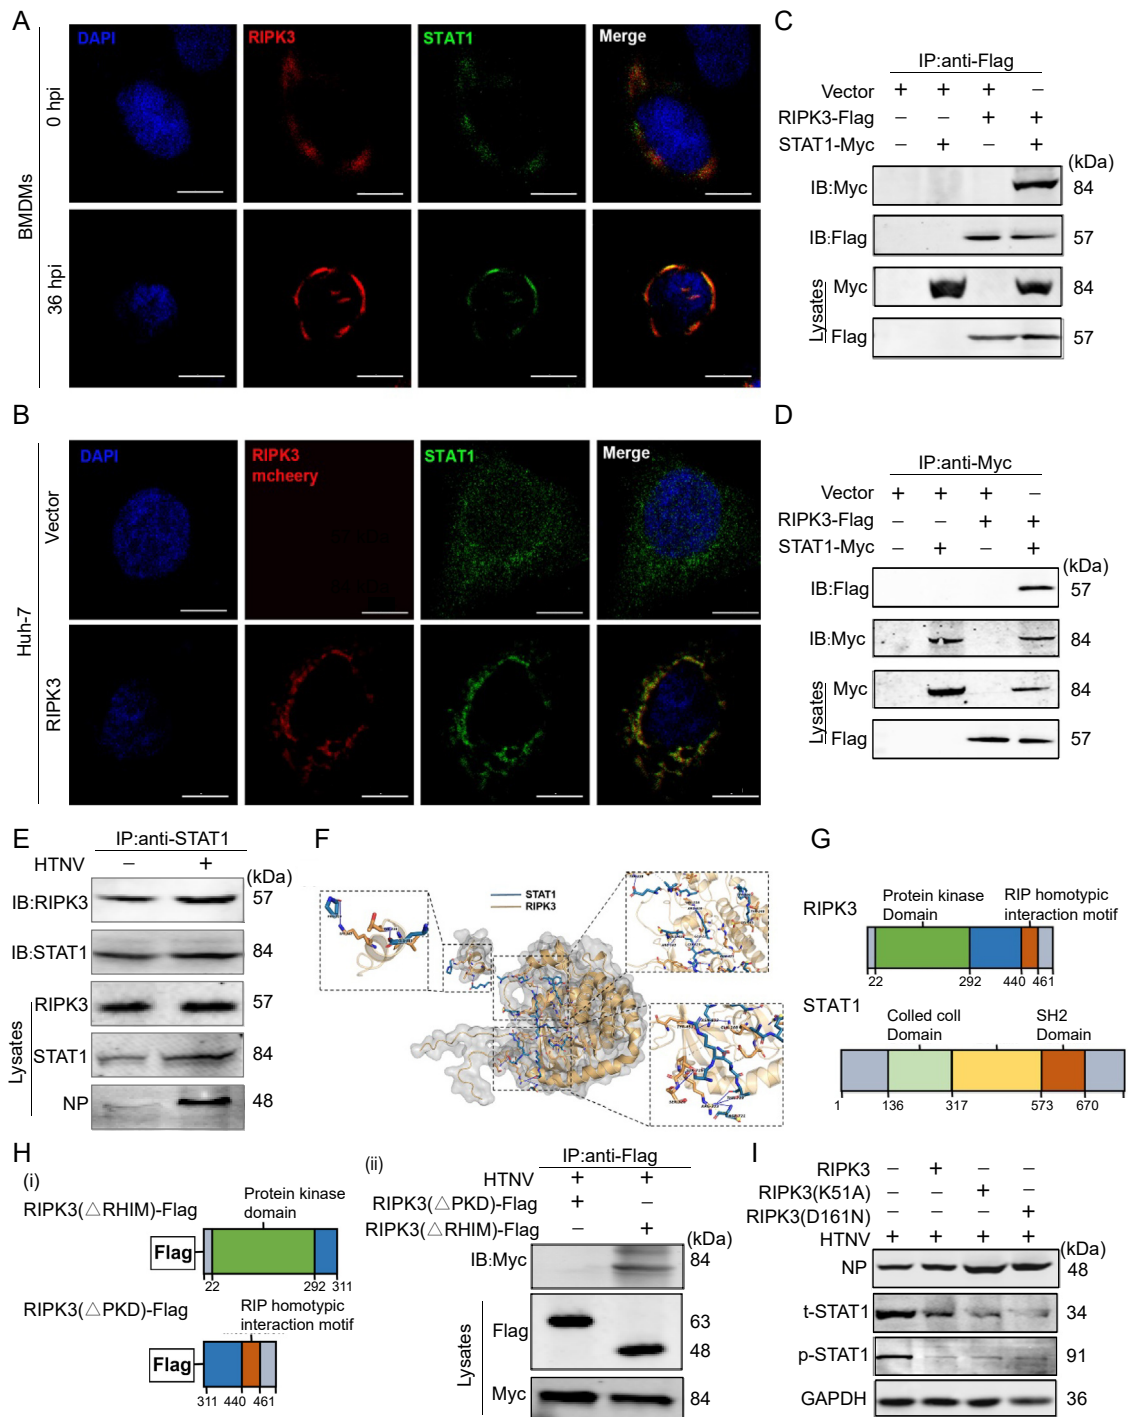 A
DAPI
RIPK3
STAT1
Merge
0 hpi
36 hpi
BMDMs
B
DAPI
RIPK3
mcheery
STAT1
Merge
Vector
RIPK3
Huh-7
C
IP:anti-Flag
Vector + + + –
RIPK3-Flag – – + +
STAT1-Myc – + – +
(kDa)
IB:Myc 84
IB:Flag 57
Lysates
Myc 84
Flag 57
D
IP:anti-Myc
Vector + + + –
RIPK3-Flag – – + +
STAT1-Myc – + – +
(kDa)
IB:Flag 57
IB:Myc 84
Lysates
Myc 84
Flag 57
E
IP:anti-STAT1
HTNV – +
(kDa)
IB:RIPK3 57
IB:STAT1 84
Lysates
RIPK3 57
STAT1 84
NP 48
F
STAT1
RIPK3
G
RIPK3
Protein kinase
Domain
RIP homotypic
interaction motif
22 292 440 461
STAT1
Colled coll
Domain
SH2
Domain
1 136 317 573 670
H
(i)
RIPK3(△RHIM)-Flag
Protein kinase
domain
Flag
22 292 311
RIPK3(△PKD)-Flag
RIP homotypic
interaction motif
Flag
311 440 461
(ii)
IP:anti-Flag
HTNV + +
RIPK3(△PKD)-Flag + –
RIPK3(△RHIM)-Flag – +
(kDa)
IB:Myc 84
Lysates
Flag 63
48
Myc 84
I
RIPK3 – + – –
RIPK3(K51A) – – + –
RIPK3(D161N) – – – +
HTNV + + + +
(kDa)
NP 48
t-STAT1 34
p-STAT1 91
GAPDH 36